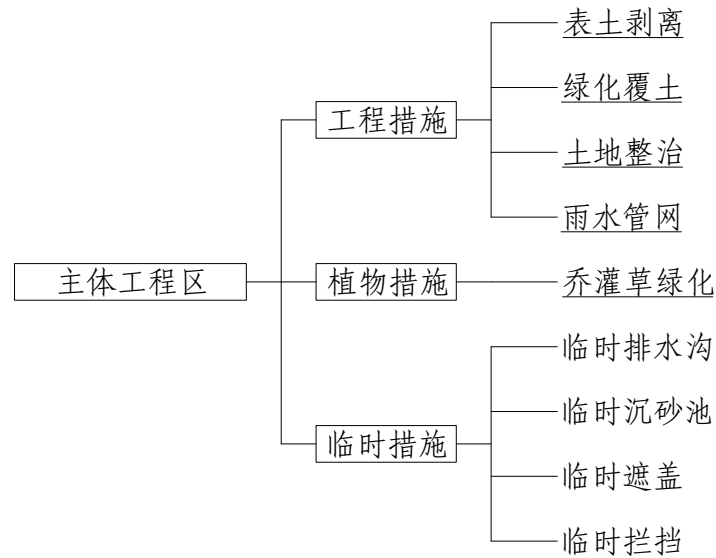 表土剥离
绿化覆土
工程措施
土地整治
雨水管网
主体工程区
植物措施
乔灌草绿化
临时排水沟
临时沉砂池
临时措施
临时遮盖
临时拦挡